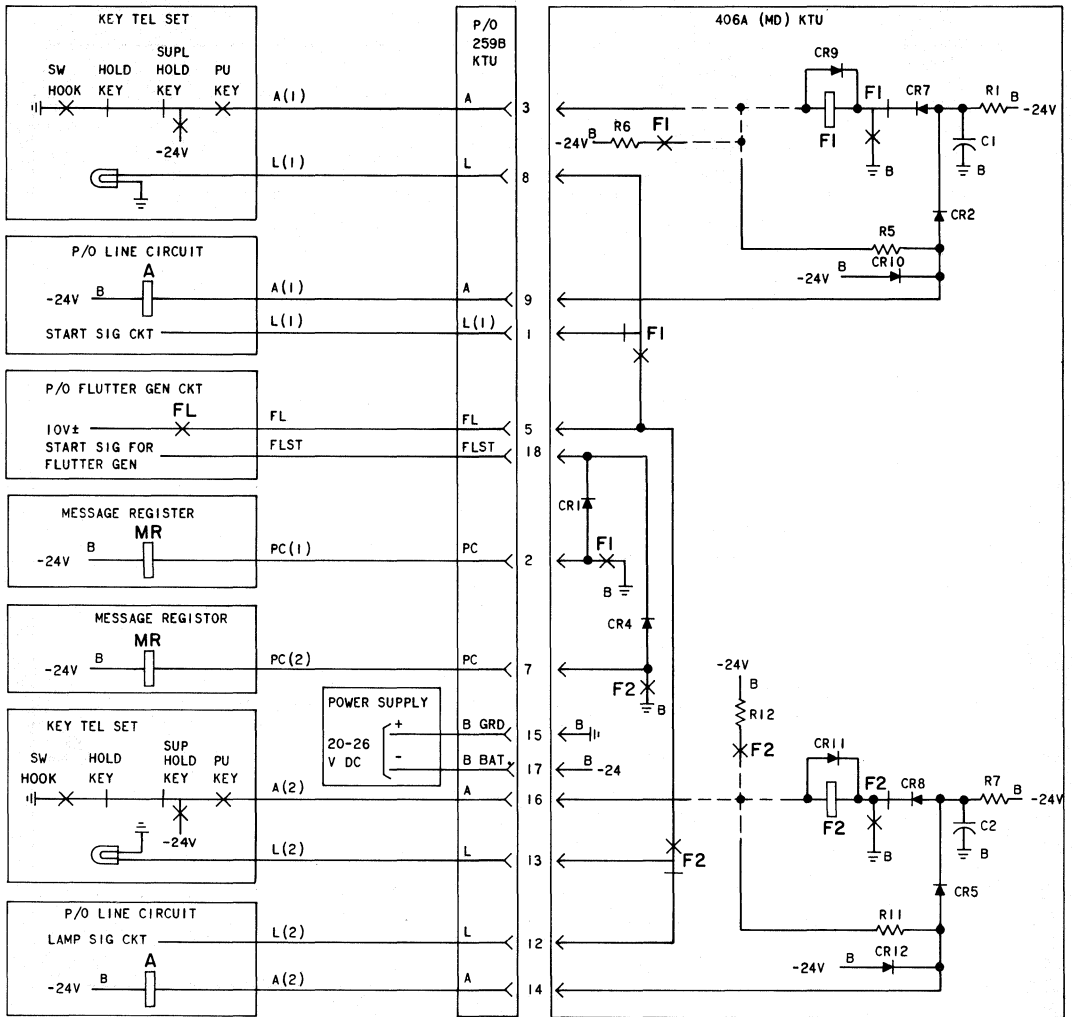 KEY TEL SET
SW HOOK
HOLD KEY
SUPL HOLD KEY
PU KEY
-24V
A(1)
L(1)
P/O 259B KTU
A
3
L
8
406A (MD) KTU
CR9
F1
F1
CR7
R1
B
-24V
C1
B
B
-24V
B
R6
F1
CR2
R5
CR10
-24V
B
P/O LINE CIRCUIT
A
-24V
B
START SIG CKT
A(1)
L(1)
A
9
L(1)
1
F1
P/O FLUTTER GEN CKT
FL
10V±
START SIG FOR
FLUTTER GEN
FL
FLST
FL
5
FLST
18
CR1
MESSAGE REGISTER
MR
-24V
B
PC(1)
PC
2
F1
B
CR4
MESSAGE REGISTOR
MR
-24V
B
PC(2)
PC
7
F2
B
POWER SUPPLY
+
20-26
V DC
-
B GRD
15
B
B BAT.
17
B
-24
-24V
B
R12
F2
KEY TEL SET
SW HOOK
HOLD KEY
SUP HOLD KEY
PU KEY
-24V
A(2)
A
16
L(2)
L
13
F2
CR11
F2
F2
CR8
R7
B
-24V
C2
B
B
CR5
R11
CR12
-24V
B
P/O LINE CIRCUIT
LAMP SIG CKT
L(2)
L
12
A
-24V
B
A(2)
A
14